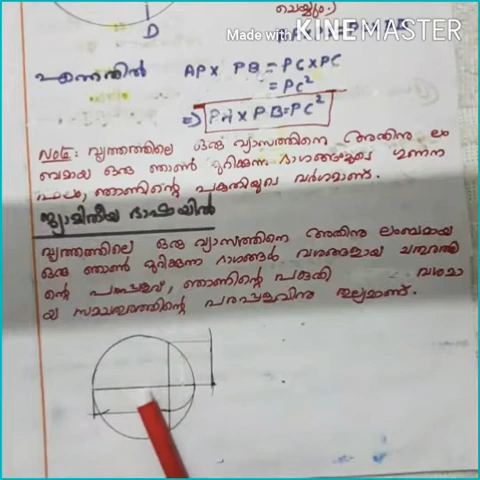 ചെയ്യും.)
Made with KINEMASTER
D
AP x PB = PC x PC
= PC²
⇒ PA x PB = PC²
Note: വൃത്തത്തിലെ ഒരു വ്യാസത്തിനെ അതിനു ലം
ബമായ ഒരു ഞാൺ മുറിക്കുന്ന ഭാഗങ്ങളുടെ ഗുണന
ഫലം, ഞാണിന്റെ പകുതിയുടെ വർഗമാണ്.
ജ്യാമിതീയ ഭാഷയിൽ
വൃത്തത്തിലെ ഒരു വ്യാസത്തിനെ അതിനു ലംബമായ
ഒരു ഞാൺ മുറിക്കുന്ന ഭാഗങ്ങൾ വശങ്ങളായ ചതുരത്തി
ന്റെ പരപ്പളവ്, ഞാണിന്റെ പകുതി വശമാ
യ സമചതുരത്തിന്റെ പരപ്പളവിനു തുല്യമാണ്.